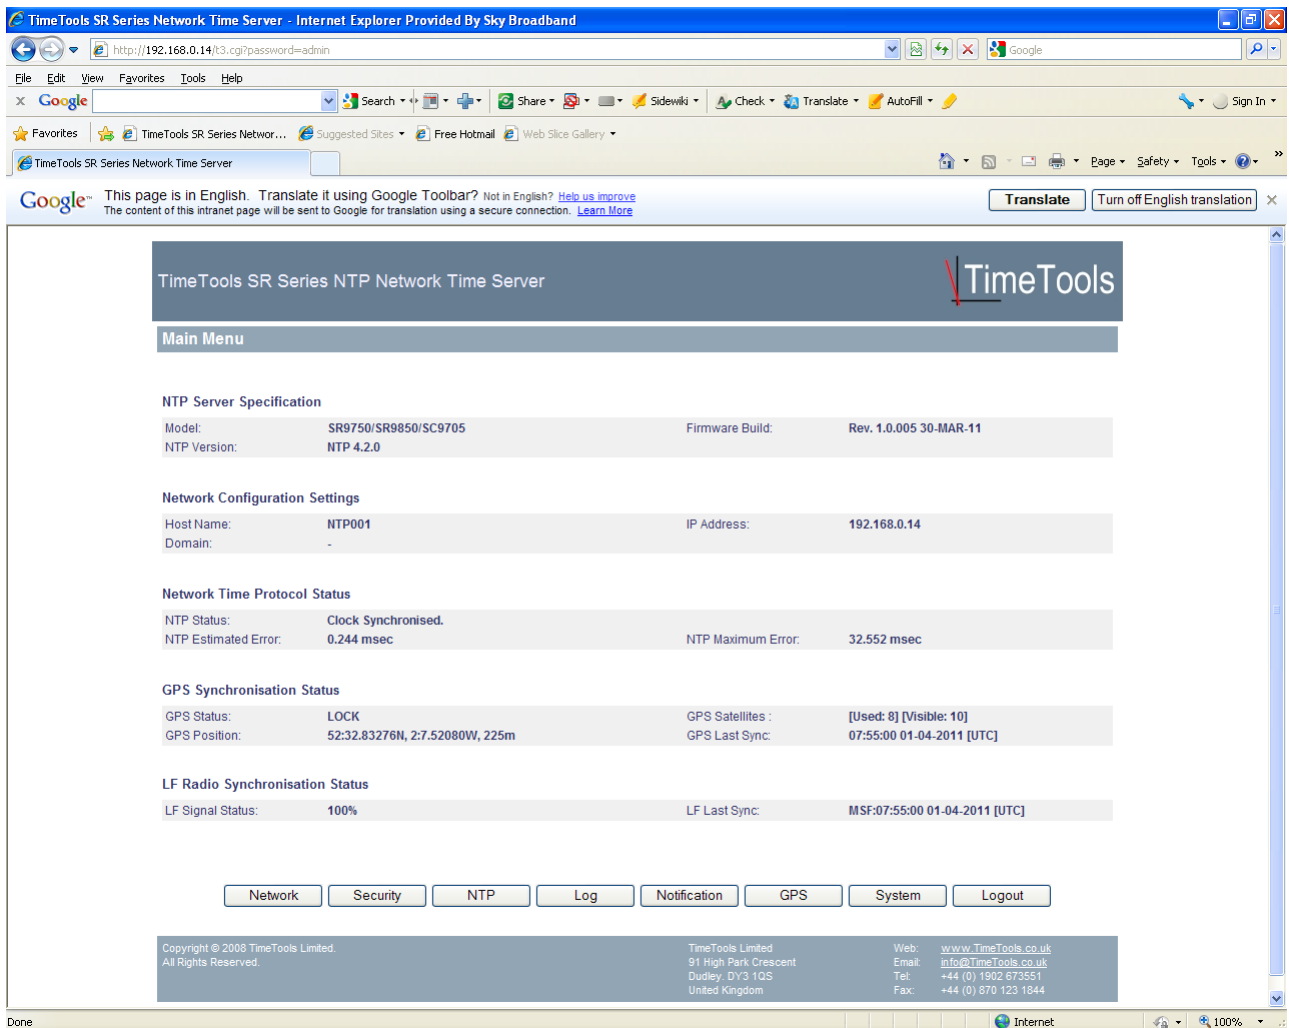 TimeTools SR Series Network Time Server - Internet Explorer Provided By Sky Broadband
http://192.168.0.14/t3.cgi?password=admin
Google
File Edit View Favorites Tools Help
x Google Search Share Sidewiki Check Translate AutoFill Sign In
Favorites TimeTools SR Series Networ... Suggested Sites Free Hotmail Web Slice Gallery
TimeTools SR Series Network Time Server Page Safety Tools »
Google™ This page is in English. Translate it using Google Toolbar? Not in English? Help us improve
The content of this intranet page will be sent to Google for translation using a secure connection. Learn More
Translate Turn off English translation
TimeTools SR Series NTP Network Time Server
TimeTools
Main Menu
NTP Server Specification
Model: SR9750/SR9850/SC9705 Firmware Build: Rev. 1.0.005 30-MAR-11
NTP Version: NTP 4.2.0
Network Configuration Settings
Host Name: NTP001 IP Address: 192.168.0.14
Domain: -
Network Time Protocol Status
NTP Status: Clock Synchronised.
NTP Estimated Error: 0.244 msec NTP Maximum Error: 32.552 msec
GPS Synchronisation Status
GPS Status: LOCK GPS Satellites : [Used: 8] [Visible: 10]
GPS Position: 52:32.83276N, 2:7.52080W, 225m GPS Last Sync: 07:55:00 01-04-2011 [UTC]
LF Radio Synchronisation Status
LF Signal Status: 100% LF Last Sync: MSF:07:55:00 01-04-2011 [UTC]
Network Security NTP Log Notification GPS System Logout
Copyright © 2008 TimeTools Limited.
All Rights Reserved.
TimeTools Limited
91 High Park Crescent
Dudley. DY3 1QS
United Kingdom
Web: www.TimeTools.co.uk
Email: info@TimeTools.co.uk
Tel: +44 (0) 1902 673551
Fax: +44 (0) 870 123 1844
Done Internet 100%